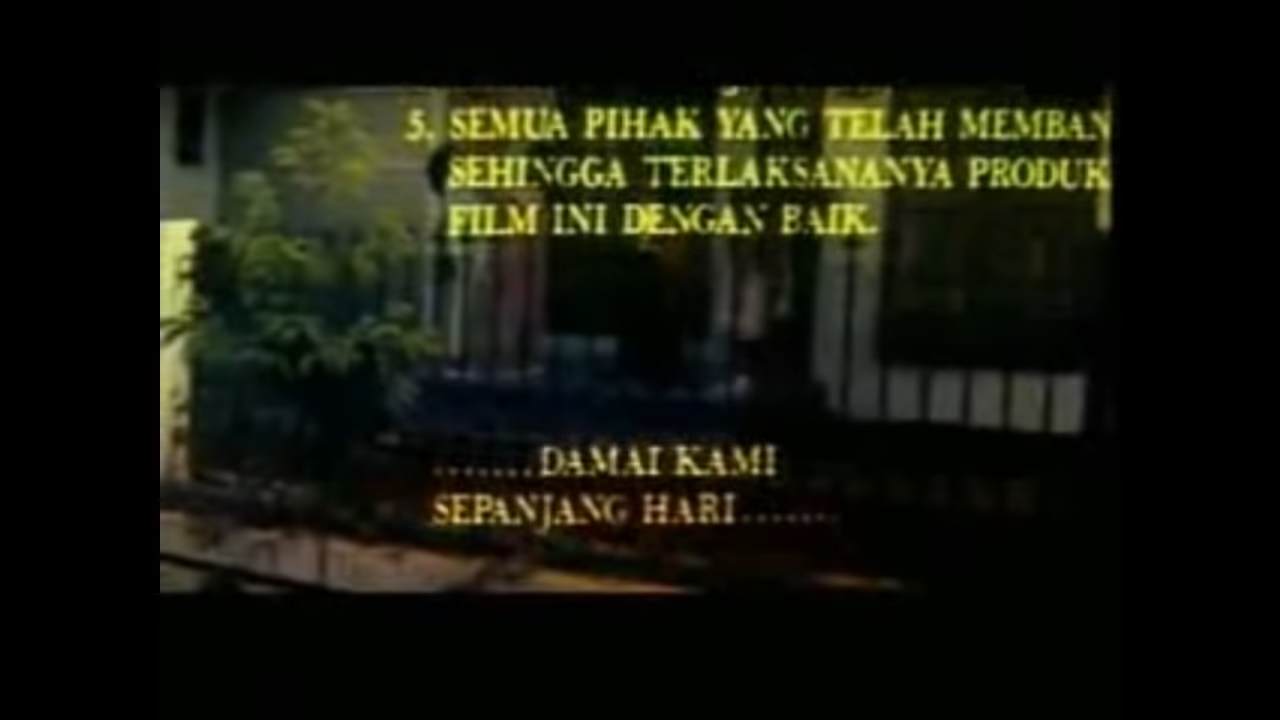 5. SEMUA PIHAK YANG TELAH MEMBAN
SEHINGGA TERLAKSANANYA PRODUK
FILM INI DENGAN BAIK.
.......DAMAI KAMI
SEPANJANG HARI.......